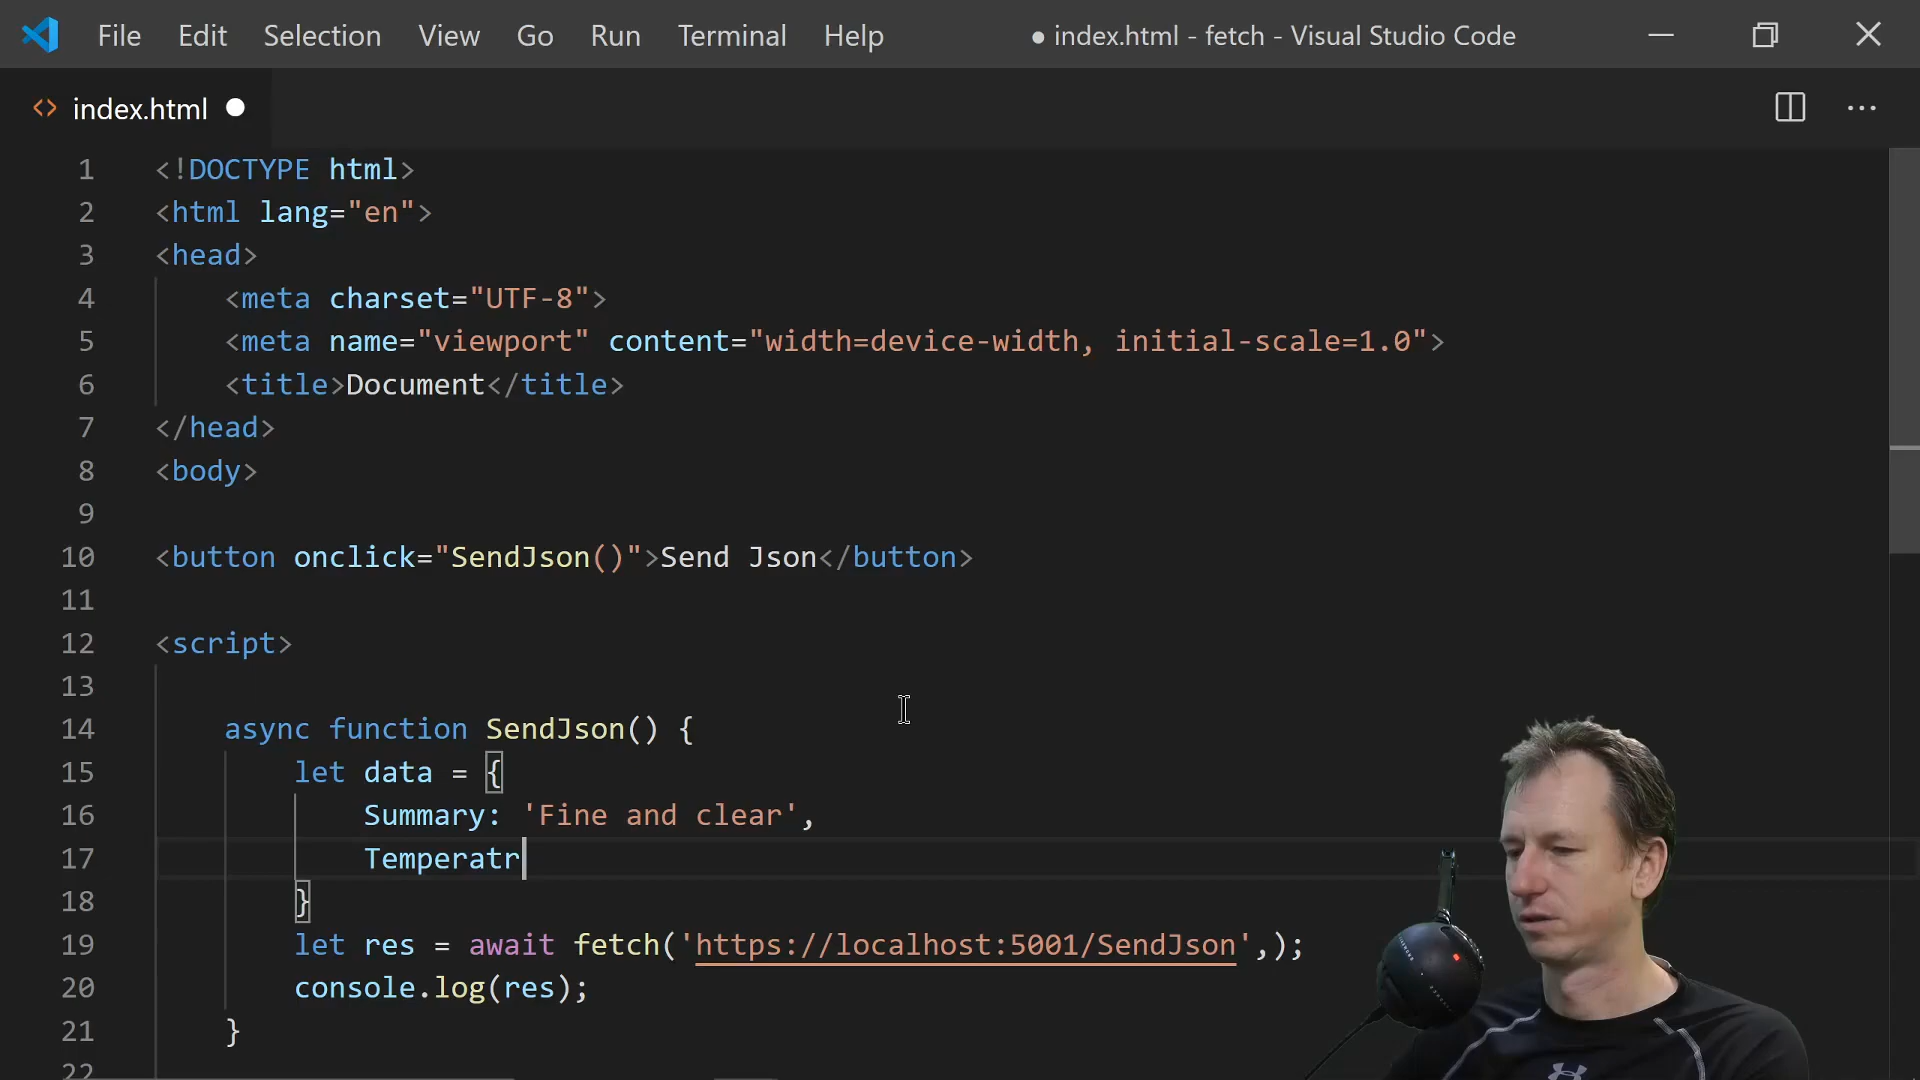 File Edit Selection View Go Run Terminal Help ● index.html - fetch - Visual Studio Code
<> index.html ●
1 <!DOCTYPE html>
2 <html lang="en">
3 <head>
4 <meta charset="UTF-8">
5 <meta name="viewport" content="width=device-width, initial-scale=1.0">
6 <title>Document</title>
7 </head>
8 <body>
9
10 <button onclick="SendJson()">Send Json</button>
11
12 <script>
13
14 async function SendJson() {
15 let data = {
16 Summary: 'Fine and clear',
17 Temperatr
18 }
19 let res = await fetch('https://localhost:5001/SendJson',);
20 console.log(res);
21 }
22